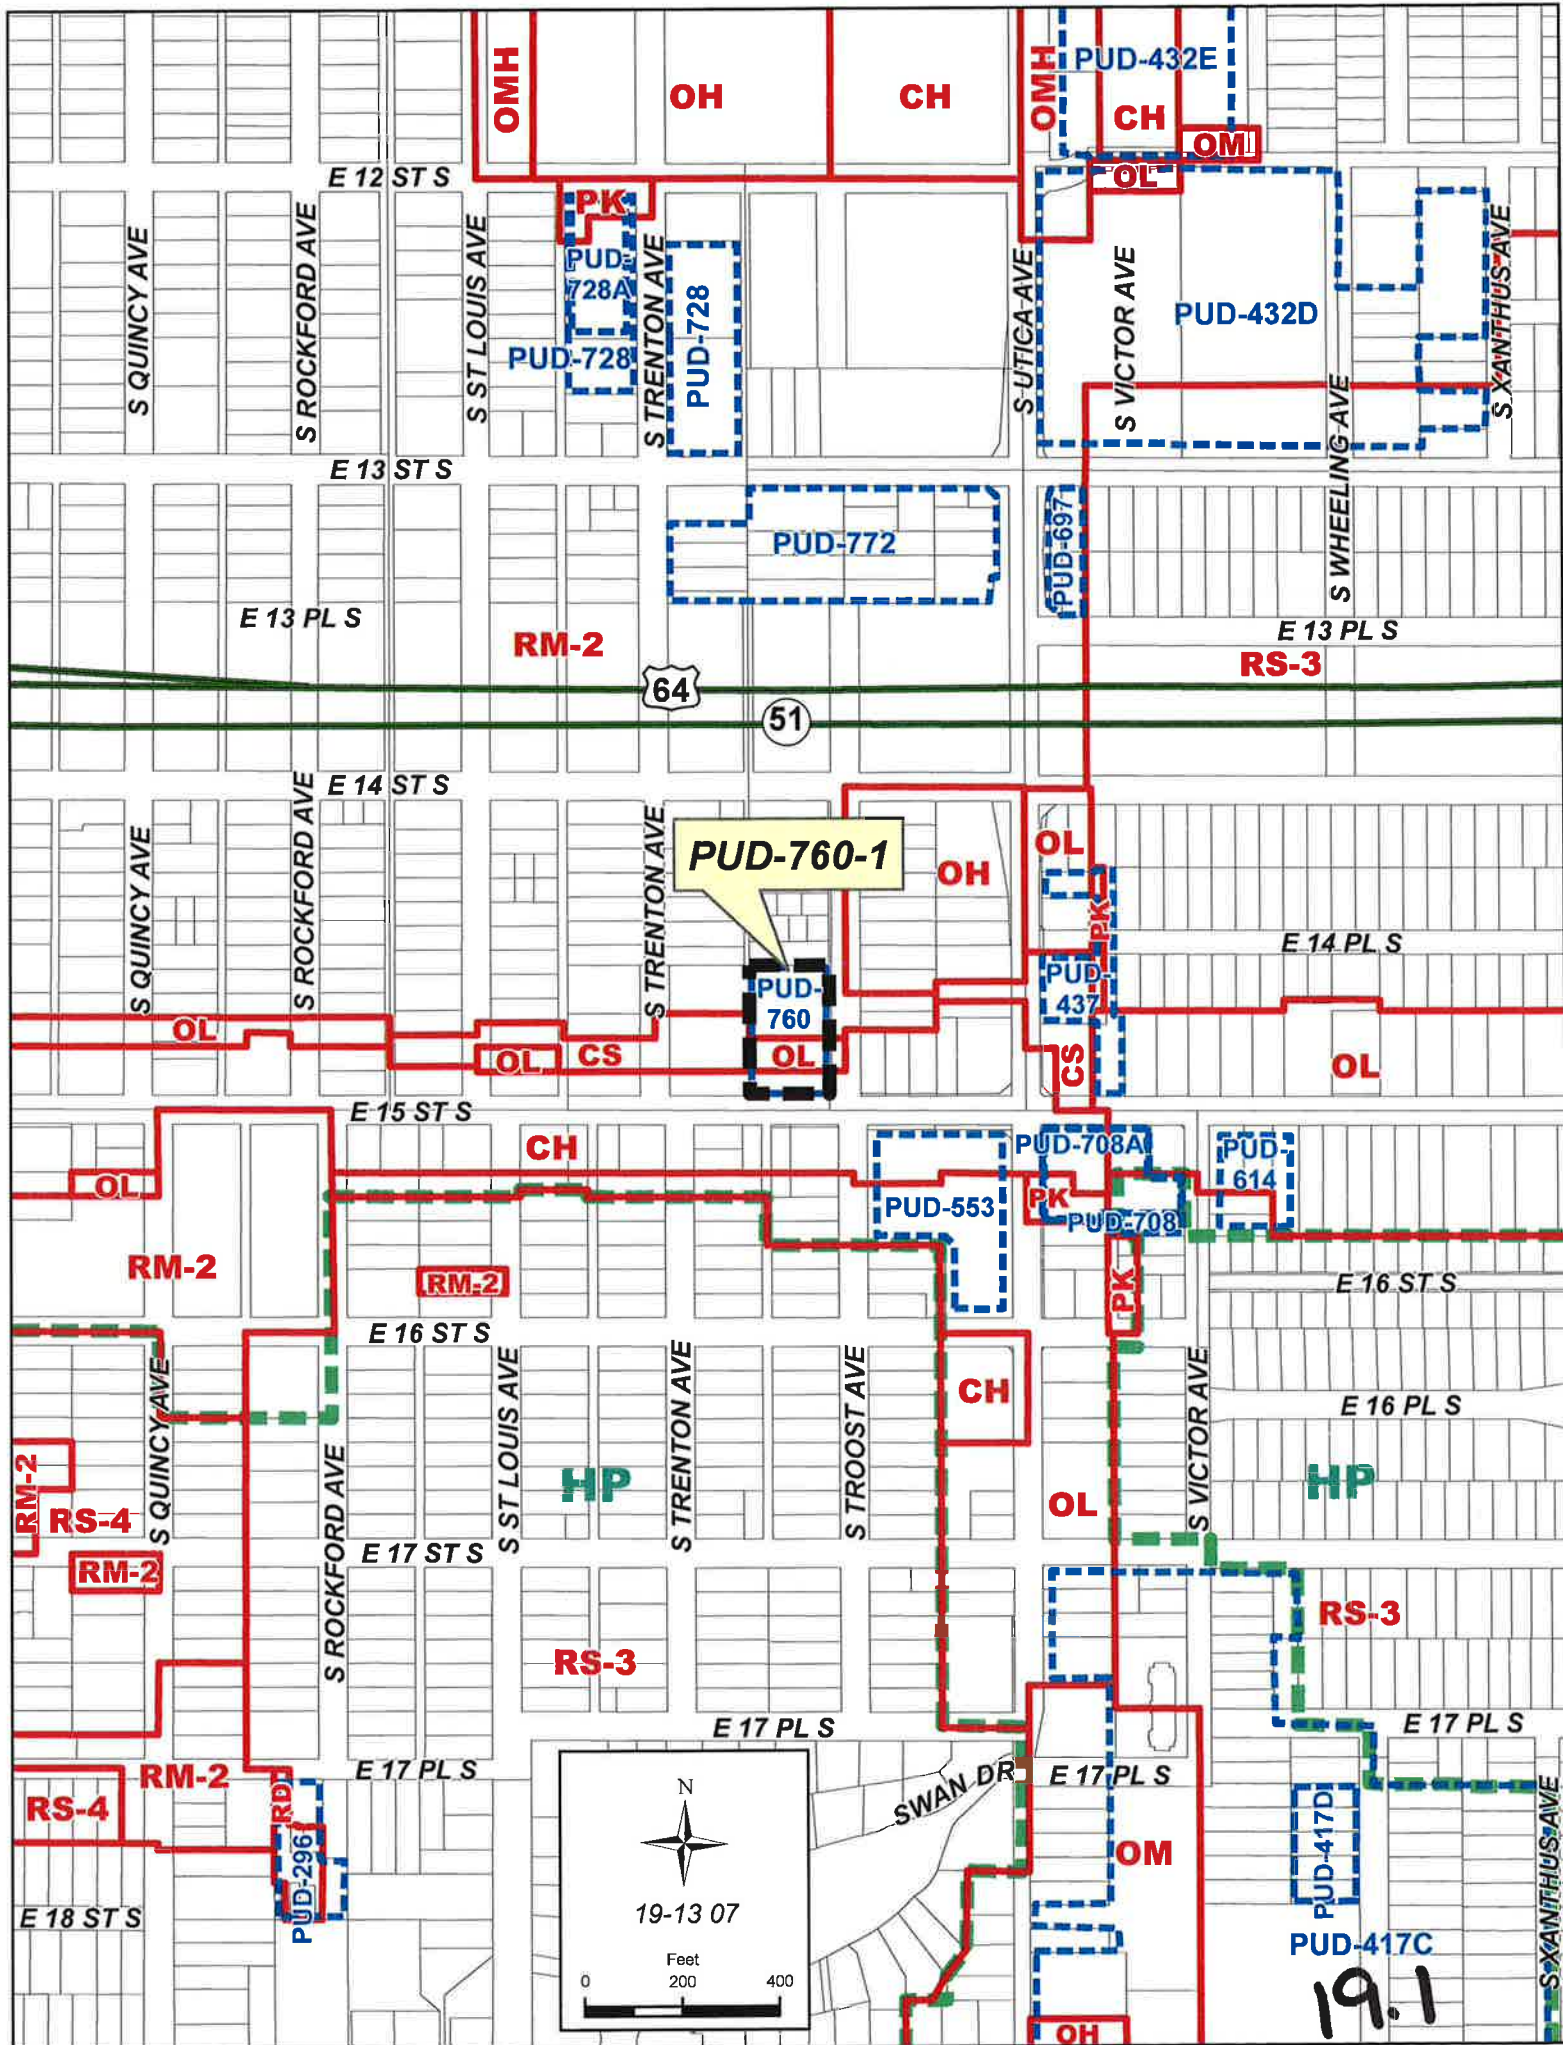 OMH
OH
CH
OMH
PUD-432E
CH
OM
OL
E 12 ST S
PK
PUD-
728A
PUD-728
PUD-728
S QUINCY AVE
S ROCKFORD AVE
S ST LOUIS AVE
S TRENTON AVE
S UTICA AVE
S VICTOR AVE
PUD-432D
S WHEELING AVE
S XANTHUS AVE
E 13 ST S
PUD-772
PUD-697
E 13 PL S
E 13 PL S
RM-2
RS-3
64
51
E 14 ST S
S QUINCY AVE
S ROCKFORD AVE
S TRENTON AVE
PUD-760-1
OH
OL
PK
E 14 PL S
PUD-
760
PUD-
437
OL
OL
CS
OL
CS
OL
E 15 ST S
CH
PUD-708A
PUD-
614
OL
PUD-553
PK
PUD-708
RM-2
RM-2
PK
E 16 ST S
E 16 ST S
CH
E 16 PL S
S QUINCY AVE
S ROCKFORD AVE
S ST LOUIS AVE
S TRENTON AVE
S TROOST AVE
S VICTOR AVE
HP
HP
RM-2
RS-4
OL
E 17 ST S
RM-2
RS-3
RS-3
E 17 PL S
E 17 PL S
RM-2
E 17 PL S
SWAN DR
E 17 PL S
RS-4
RD
PUD-296
OM
PUD-417D
S XANTHUS AVE
E 18 ST S
PUD-417C
N
19-13 07
Feet
0 200 400
OH
19.1